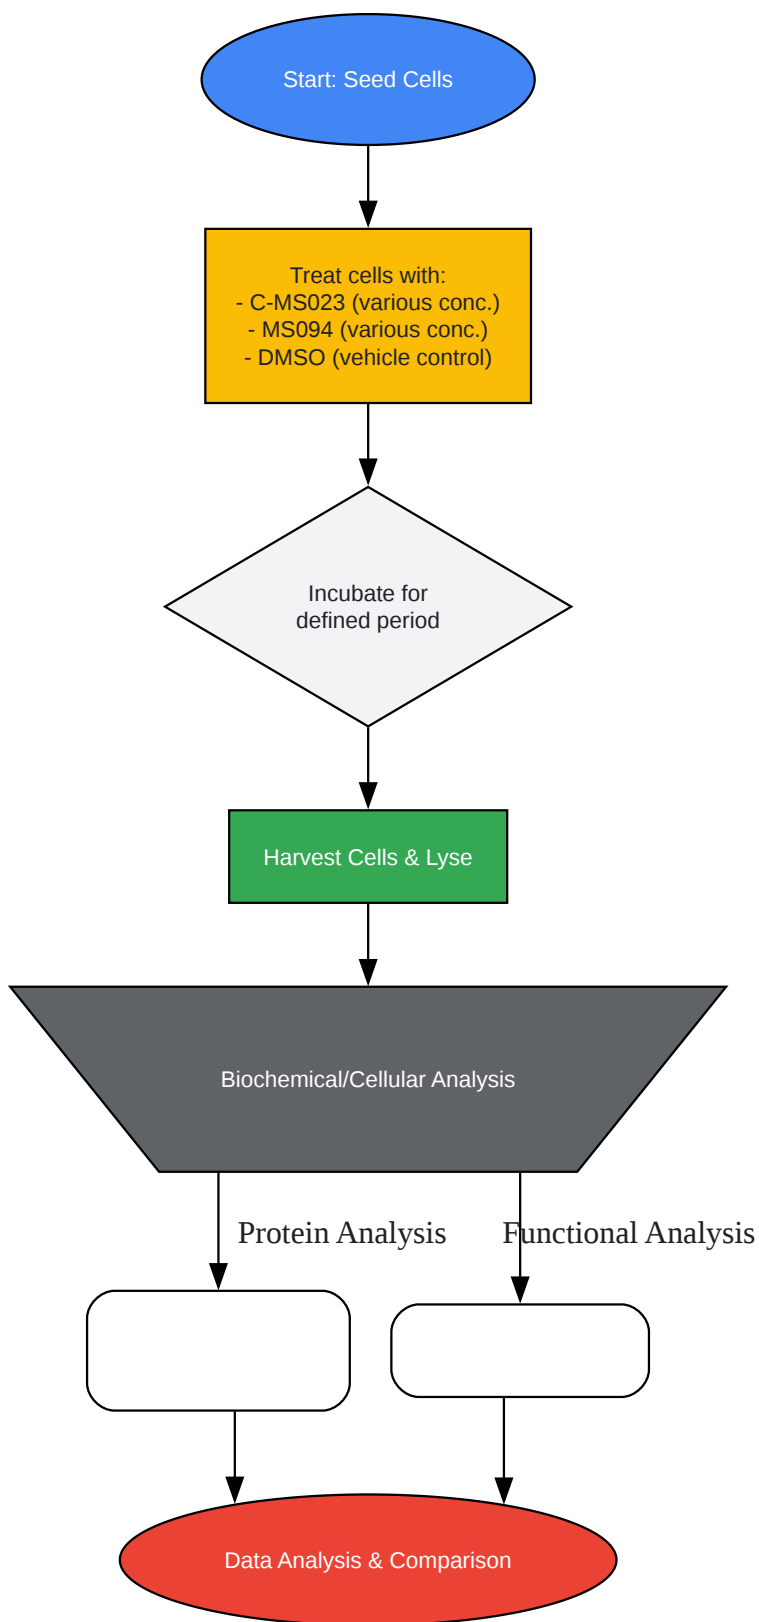 Start: Seed Cells
Treat cells with:
- C-MS023 (various conc.)
- MS094 (various conc.)
- DMSO (vehicle control)
Incubate for
defined period
Harvest Cells & Lyse
Biochemical/Cellular Analysis
Protein Analysis
Functional Analysis
Data Analysis & Comparison